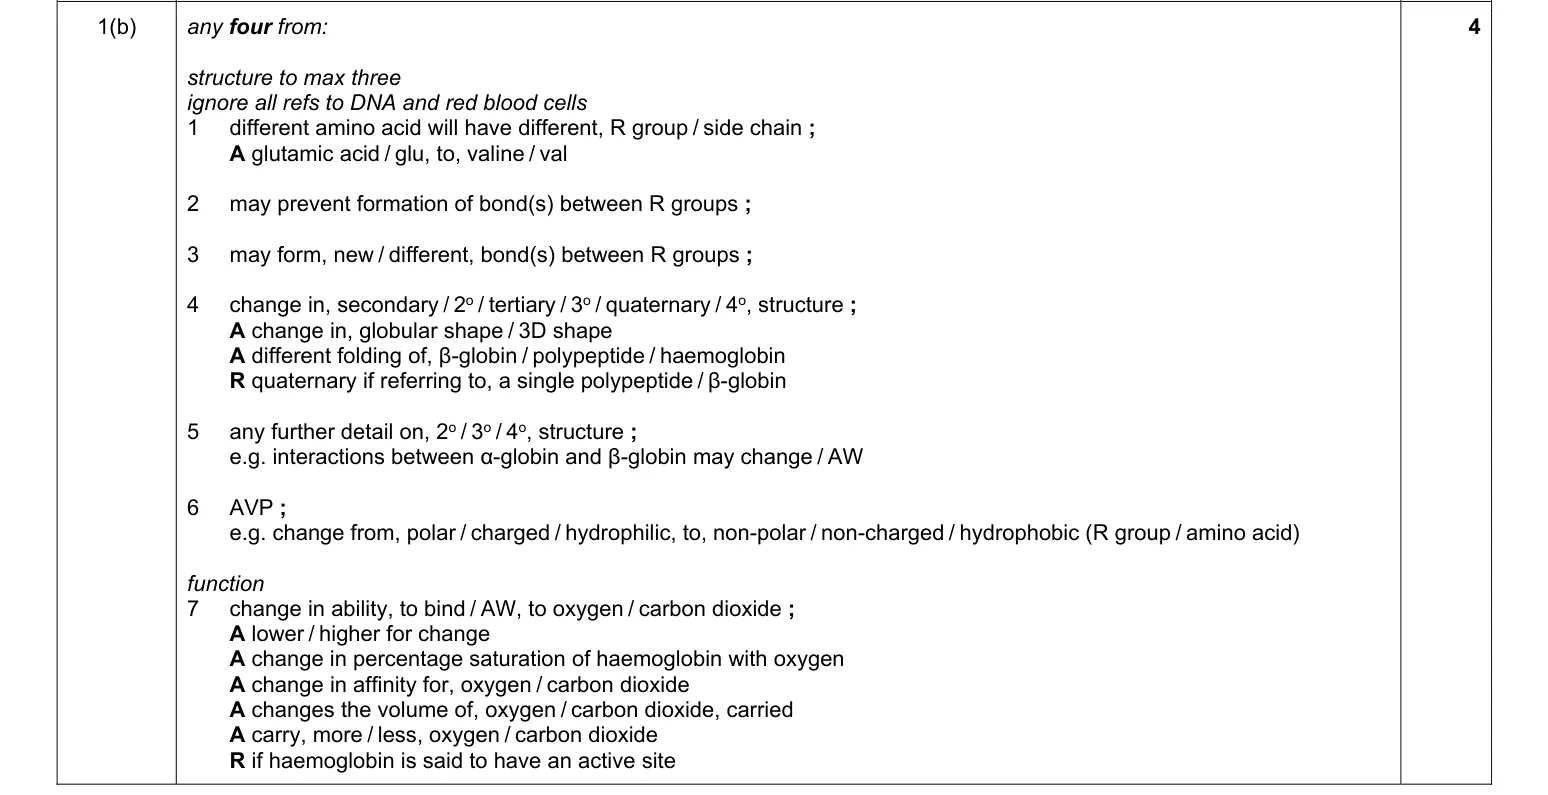 1(b) any four from: 4
structure to max three
ignore all refs to DNA and red blood cells
1 different amino acid will have different, R group / side chain ;
A glutamic acid / glu, to, valine / val
2 may prevent formation of bond(s) between R groups ;
3 may form, new / different, bond(s) between R groups ;
4 change in, secondary / 2º / tertiary / 3º / quaternary / 4º, structure ;
A change in, globular shape / 3D shape
A different folding of, β-globin / polypeptide / haemoglobin
R quaternary if referring to, a single polypeptide / β-globin
5 any further detail on, 2º / 3º / 4º, structure ;
e.g. interactions between α-globin and β-globin may change / AW
6 AVP ;
e.g. change from, polar / charged / hydrophilic, to, non-polar / non-charged / hydrophobic (R group / amino acid)
function
7 change in ability, to bind / AW, to oxygen / carbon dioxide ;
A lower / higher for change
A change in percentage saturation of haemoglobin with oxygen
A change in affinity for, oxygen / carbon dioxide
A changes the volume of, oxygen / carbon dioxide, carried
A carry, more / less, oxygen / carbon dioxide
R if haemoglobin is said to have an active site